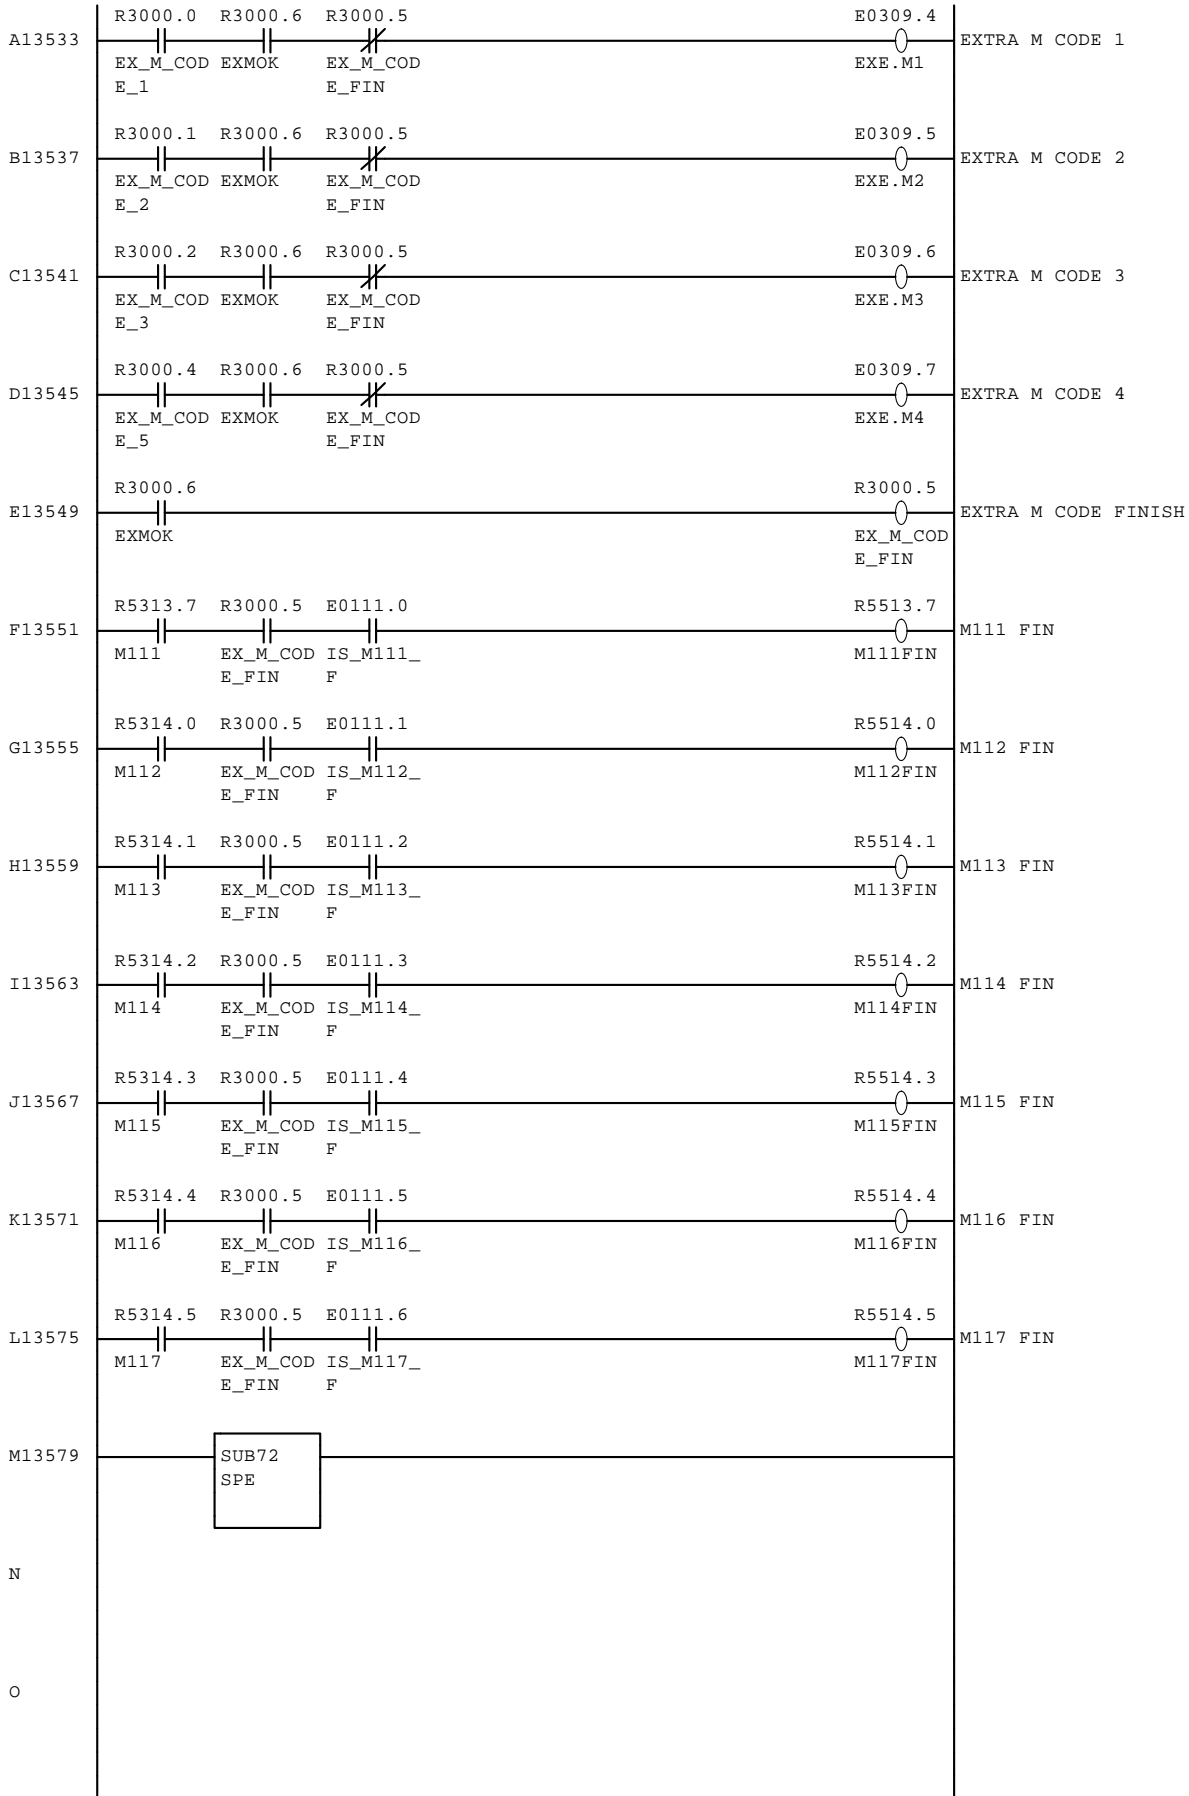 R3000.0 R3000.6 R3000.5 E0309.4
A13533 EXTRA M CODE 1
EX_M_COD EXMOK EX_M_COD EXE.M1
E_1 E_FIN
R3000.1 R3000.6 R3000.5 E0309.5
B13537 EXTRA M CODE 2
EX_M_COD EXMOK EX_M_COD EXE.M2
E_2 E_FIN
R3000.2 R3000.6 R3000.5 E0309.6
C13541 EXTRA M CODE 3
EX_M_COD EXMOK EX_M_COD EXE.M3
E_3 E_FIN
R3000.4 R3000.6 R3000.5 E0309.7
D13545 EXTRA M CODE 4
EX_M_COD EXMOK EX_M_COD EXE.M4
E_5 E_FIN
R3000.6 R3000.5
E13549 EXTRA M CODE FINISH
EXMOK EX_M_COD
E_FIN
R5313.7 R3000.5 E0111.0 R5513.7
F13551 M111 FIN
M111 EX_M_COD IS_M111_ M111FIN
E_FIN F
R5314.0 R3000.5 E0111.1 R5514.0
G13555 M112 FIN
M112 EX_M_COD IS_M112_ M112FIN
E_FIN F
R5314.1 R3000.5 E0111.2 R5514.1
H13559 M113 FIN
M113 EX_M_COD IS_M113_ M113FIN
E_FIN F
R5314.2 R3000.5 E0111.3 R5514.2
I13563 M114 FIN
M114 EX_M_COD IS_M114_ M114FIN
E_FIN F
R5314.3 R3000.5 E0111.4 R5514.3
J13567 M115 FIN
M115 EX_M_COD IS_M115_ M115FIN
E_FIN F
R5314.4 R3000.5 E0111.5 R5514.4
K13571 M116 FIN
M116 EX_M_COD IS_M116_ M116FIN
E_FIN F
R5314.5 R3000.5 E0111.6 R5514.5
L13575 M117 FIN
M117 EX_M_COD IS_M117_ M117FIN
E_FIN F
M13579 SUB72
SPE
N
O